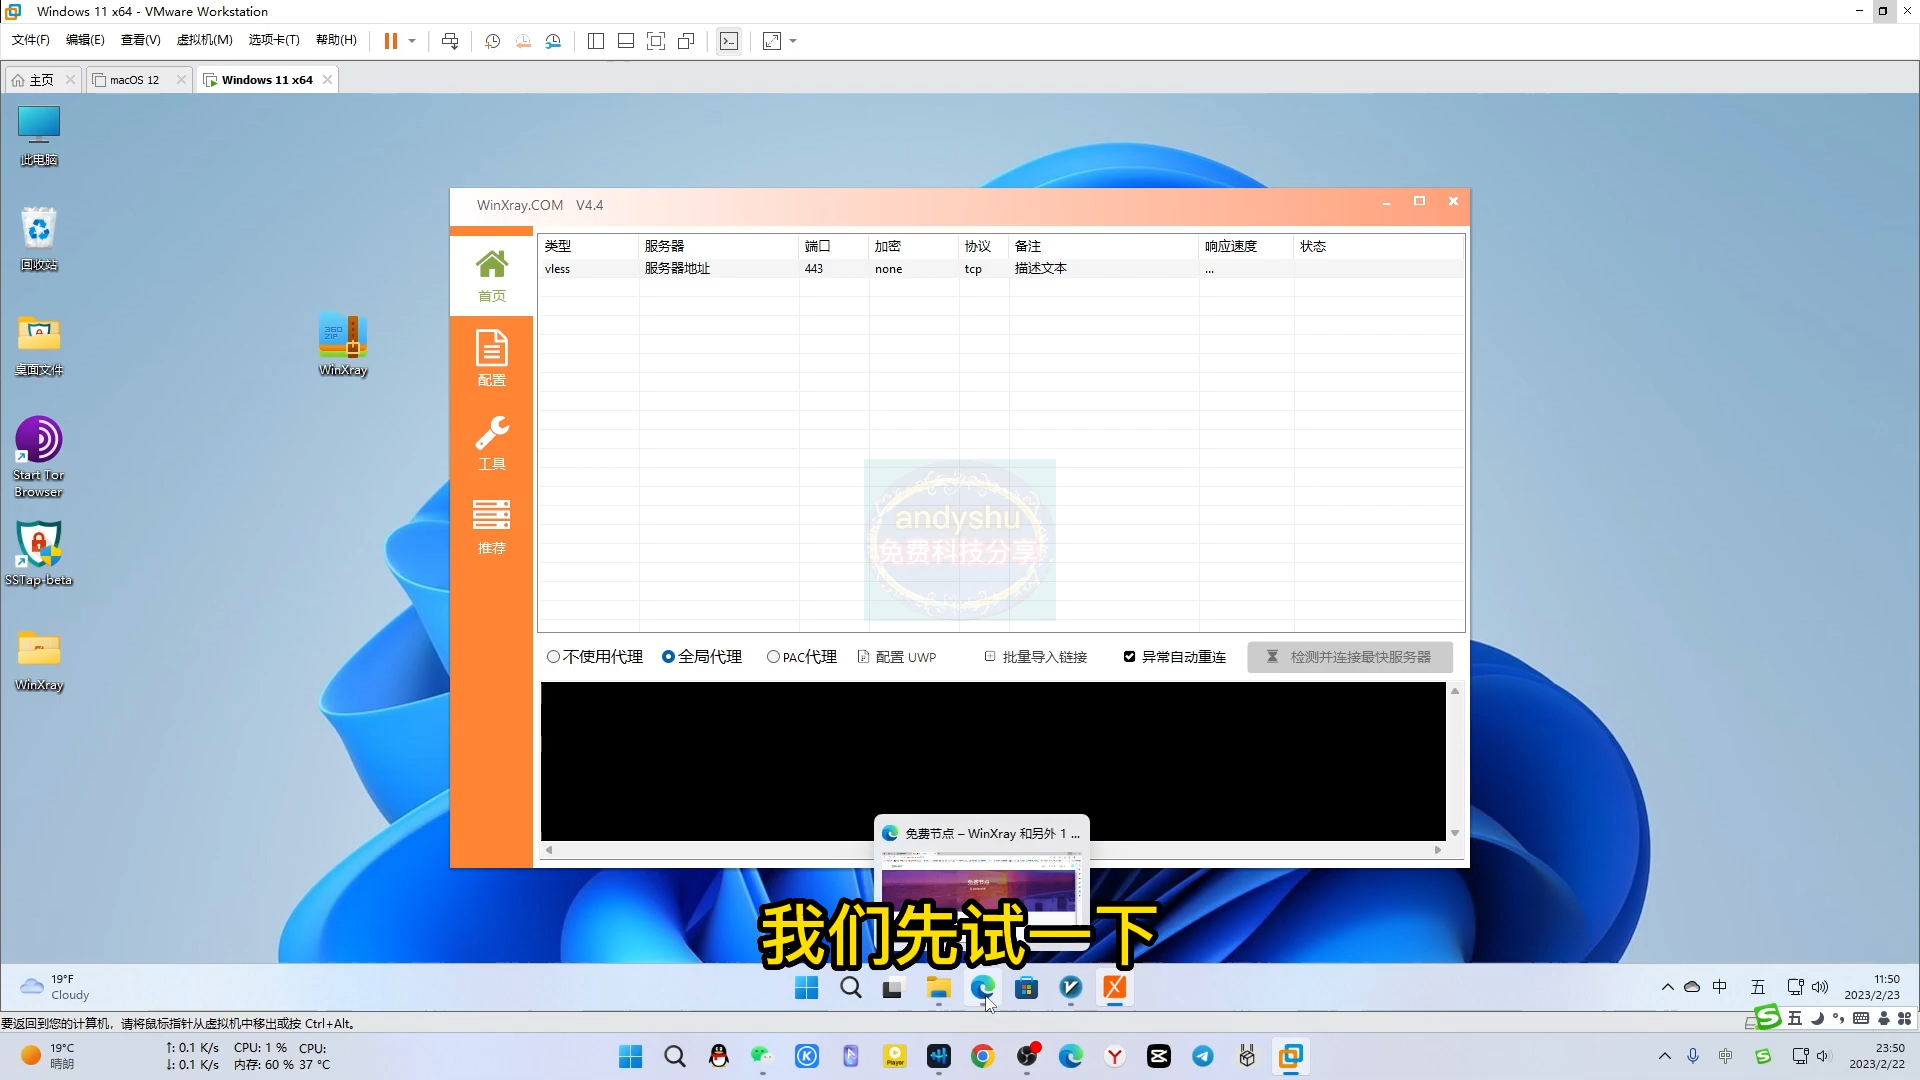 Windows 11 x64 - VMware Workstation
文件(F) 编辑(E) 查看(V) 虚拟机(M) 选项卡(T) 帮助(H)
主页 macOS 12 Windows 11 x64
此电脑
回收站
桌面文件
Start Tor
Browser
SSTap-beta
WinXray
360
ZIP
WinXray
WinXray.COM V4.4
首页
配置
工具
推荐
类型 服务器 端口 加密 协议 备注 响应速度 状态
vless 服务器地址 443 none tcp 描述文本 ...
andyshu
免费科技分享
不使用代理 全局代理 PAC代理 配置 UWP 批量导入链接 异常自动重连 检测并连接最快服务器
免费节点 – WinXray 和另外 1 ...
免费节点
我们先试一下
19°F
Cloudy
中 五
11:50
2023/2/23
要返回到您的计算机，请将鼠标指针从虚拟机中移出或按 Ctrl+Alt。
五
19°C
晴朗
↑: 0.1 K/s CPU: 1 % CPU:
↓: 0.1 K/s 内存: 60 % 37 °C
Player
中
23:50
2023/2/22